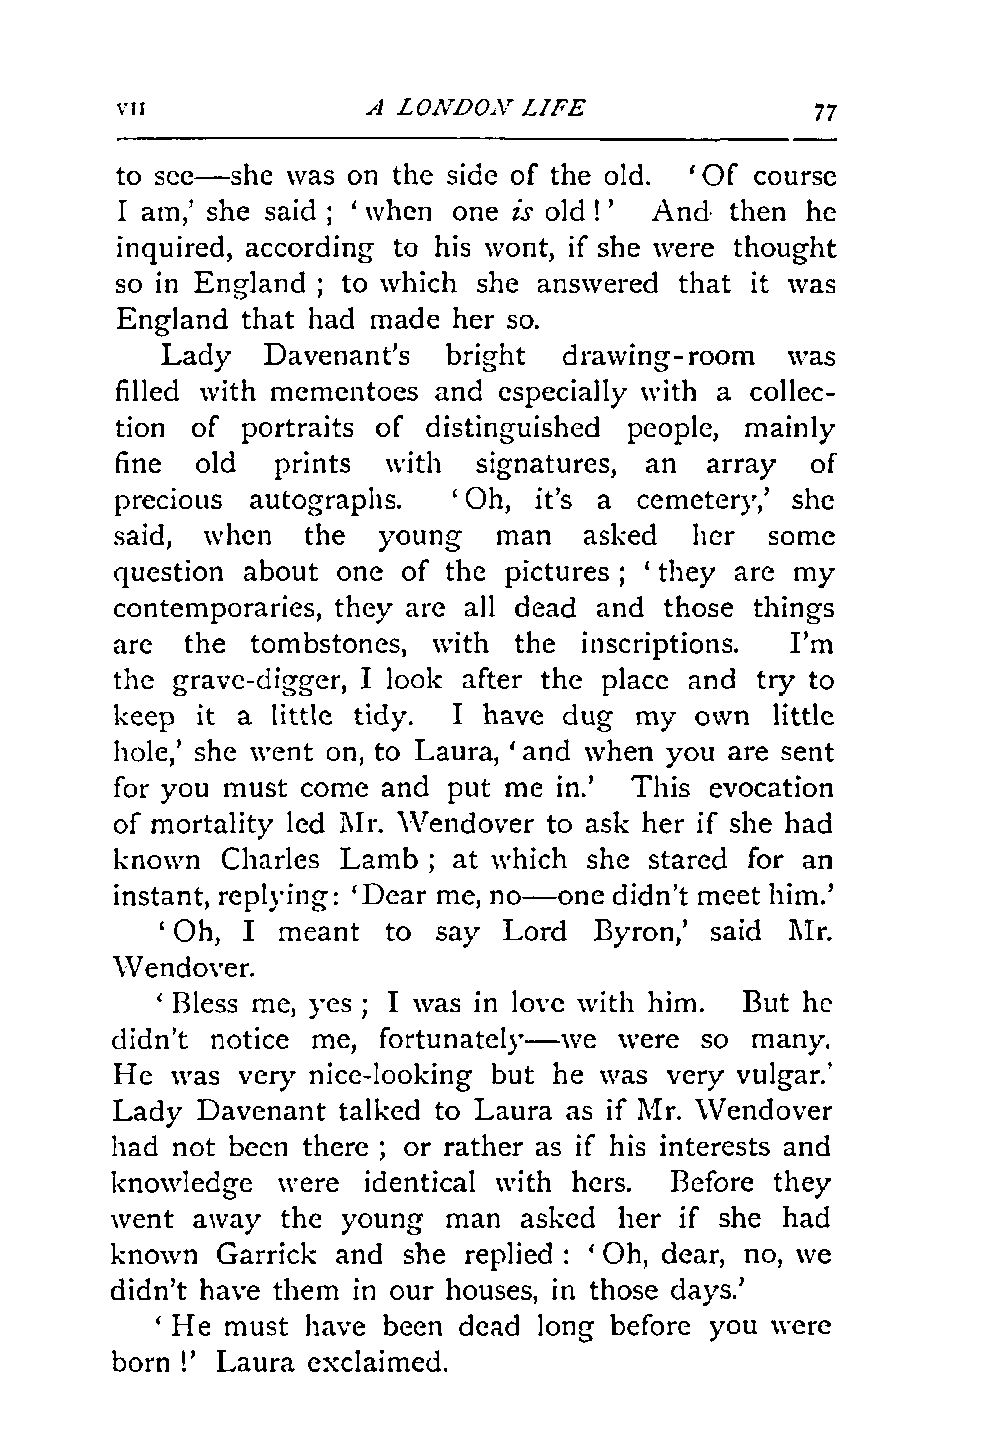 VII A LONDON LIFE 77
to see—she was on the side of the old. ‘Of course
I am,’ she said ; ‘when one is old!’ And then he
inquired, according to his wont, if she were thought
so in England ; to which she answered that it was
England that had made her so.
Lady Davenant's bright drawing-room was
filled with mementoes and especially with a collec-
tion of portraits of distinguished people, mainly
fine old prints with signatures, an array of
precious autographs. ‘Oh, it's a cemetery,’ she
said, when the young man asked her some
question about one of the pictures ; ‘they are my
contemporaries, they are all dead and those things
are the tombstones, with the inscriptions. I'm
the grave-digger, I look after the place and try to
keep it a little tidy. I have dug my own little
hole,’ she went on, to Laura, ‘and when you are sent
for you must come and put me in.’ This evocation
of mortality led Mr. Wendover to ask her if she had
known Charles Lamb ; at which she stared for an
instant, replying: ‘Dear me, no—one didn't meet him.’
‘Oh, I meant to say Lord Byron,’ said Mr.
Wendover.
‘Bless me, yes ; I was in love with him. But he
didn't notice me, fortunately—we were so many.
He was very nice-looking but he was very vulgar.’
Lady Davenant talked to Laura as if Mr. Wendover
had not been there ; or rather as if his interests and
knowledge were identical with hers. Before they
went away the young man asked her if she had
known Garrick and she replied : ‘Oh, dear, no, we
didn't have them in our houses, in those days.’
‘He must have been dead long before you were
born !’ Laura exclaimed.